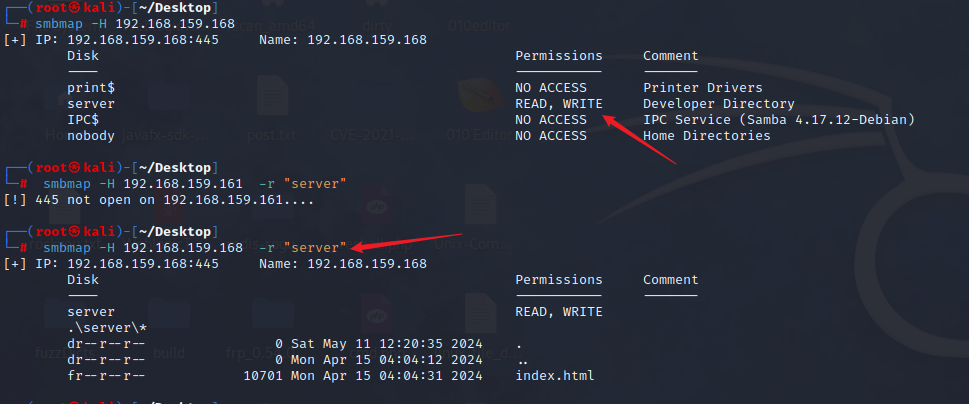 ┌──(root㉿kali)-[~/Desktop]
└─# smbmap -H 192.168.159.168
[+] IP: 192.168.159.168:445 Name: 192.168.159.168
Disk Permissions Comment
---- ----------- -------
print$ NO ACCESS Printer Drivers
server READ, WRITE Developer Directory
IPC$ NO ACCESS IPC Service (Samba 4.17.12-Debian)
nobody NO ACCESS Home Directories
┌──(root㉿kali)-[~/Desktop]
└─# smbmap -H 192.168.159.161 -r "server"
[!] 445 not open on 192.168.159.161....
┌──(root㉿kali)-[~/Desktop]
└─# smbmap -H 192.168.159.168 -r "server"
[+] IP: 192.168.159.168:445 Name: 192.168.159.168
Disk Permissions Comment
---- ----------- -------
server READ, WRITE
.\server\*
dr--r--r-- 0 Sat May 11 12:20:35 2024 .
dr--r--r-- 0 Mon Apr 15 04:04:12 2024 ..
fr--r--r-- 10701 Mon Apr 15 04:04:31 2024 index.html